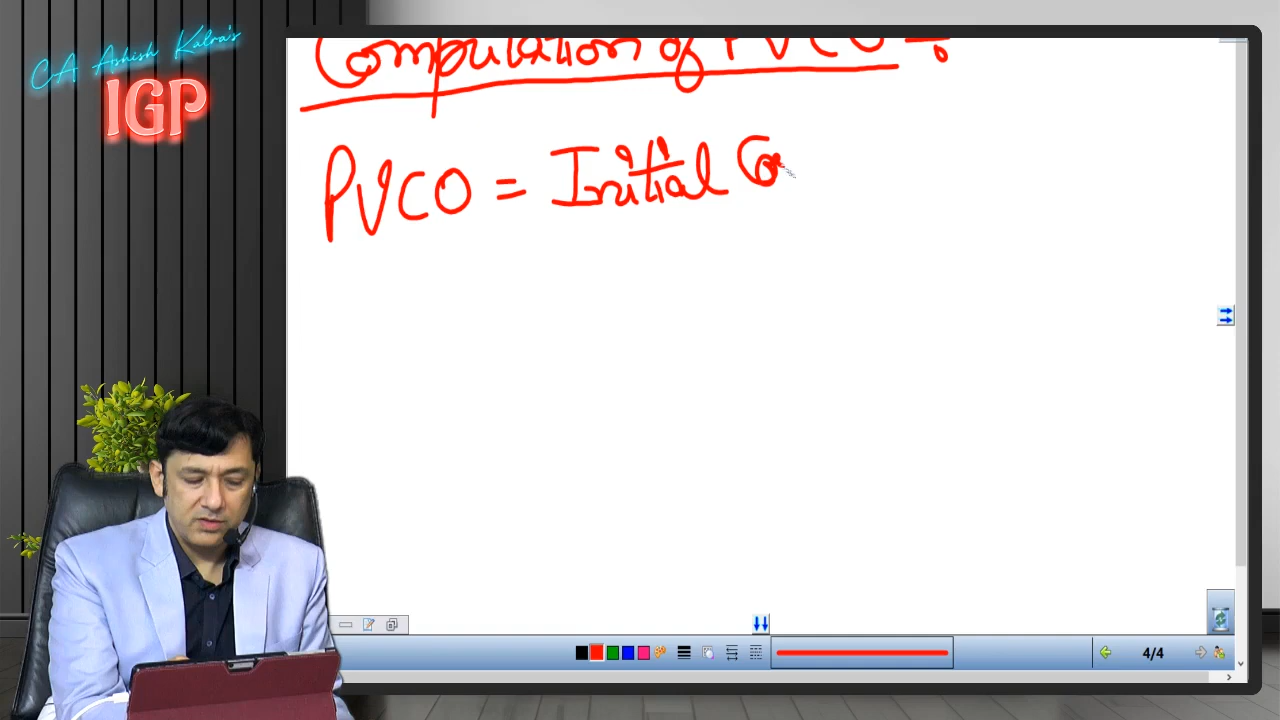 CA Ashish Kalra's
IGP
Computation of PVCO :-
PVCO = Initial Co
4/4